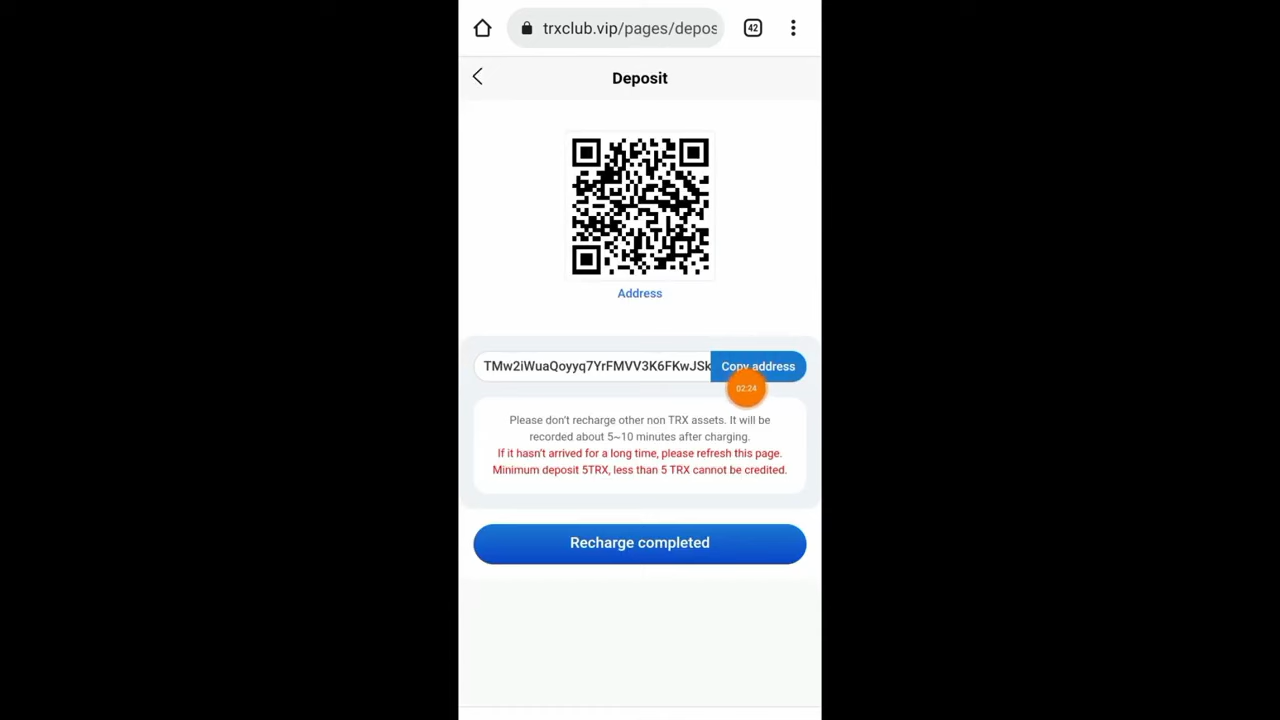 trxclub.vip/pages/depos
42
Deposit
Address
TMw2iWuaQoyyq7YrFMVV3K6FKwJSk
Copy address
02:24
Please don't recharge other non TRX assets. It will be
recorded about 5~10 minutes after charging.
If it hasn't arrived for a long time, please refresh this page.
Minimum deposit 5TRX, less than 5 TRX cannot be credited.
Recharge completed